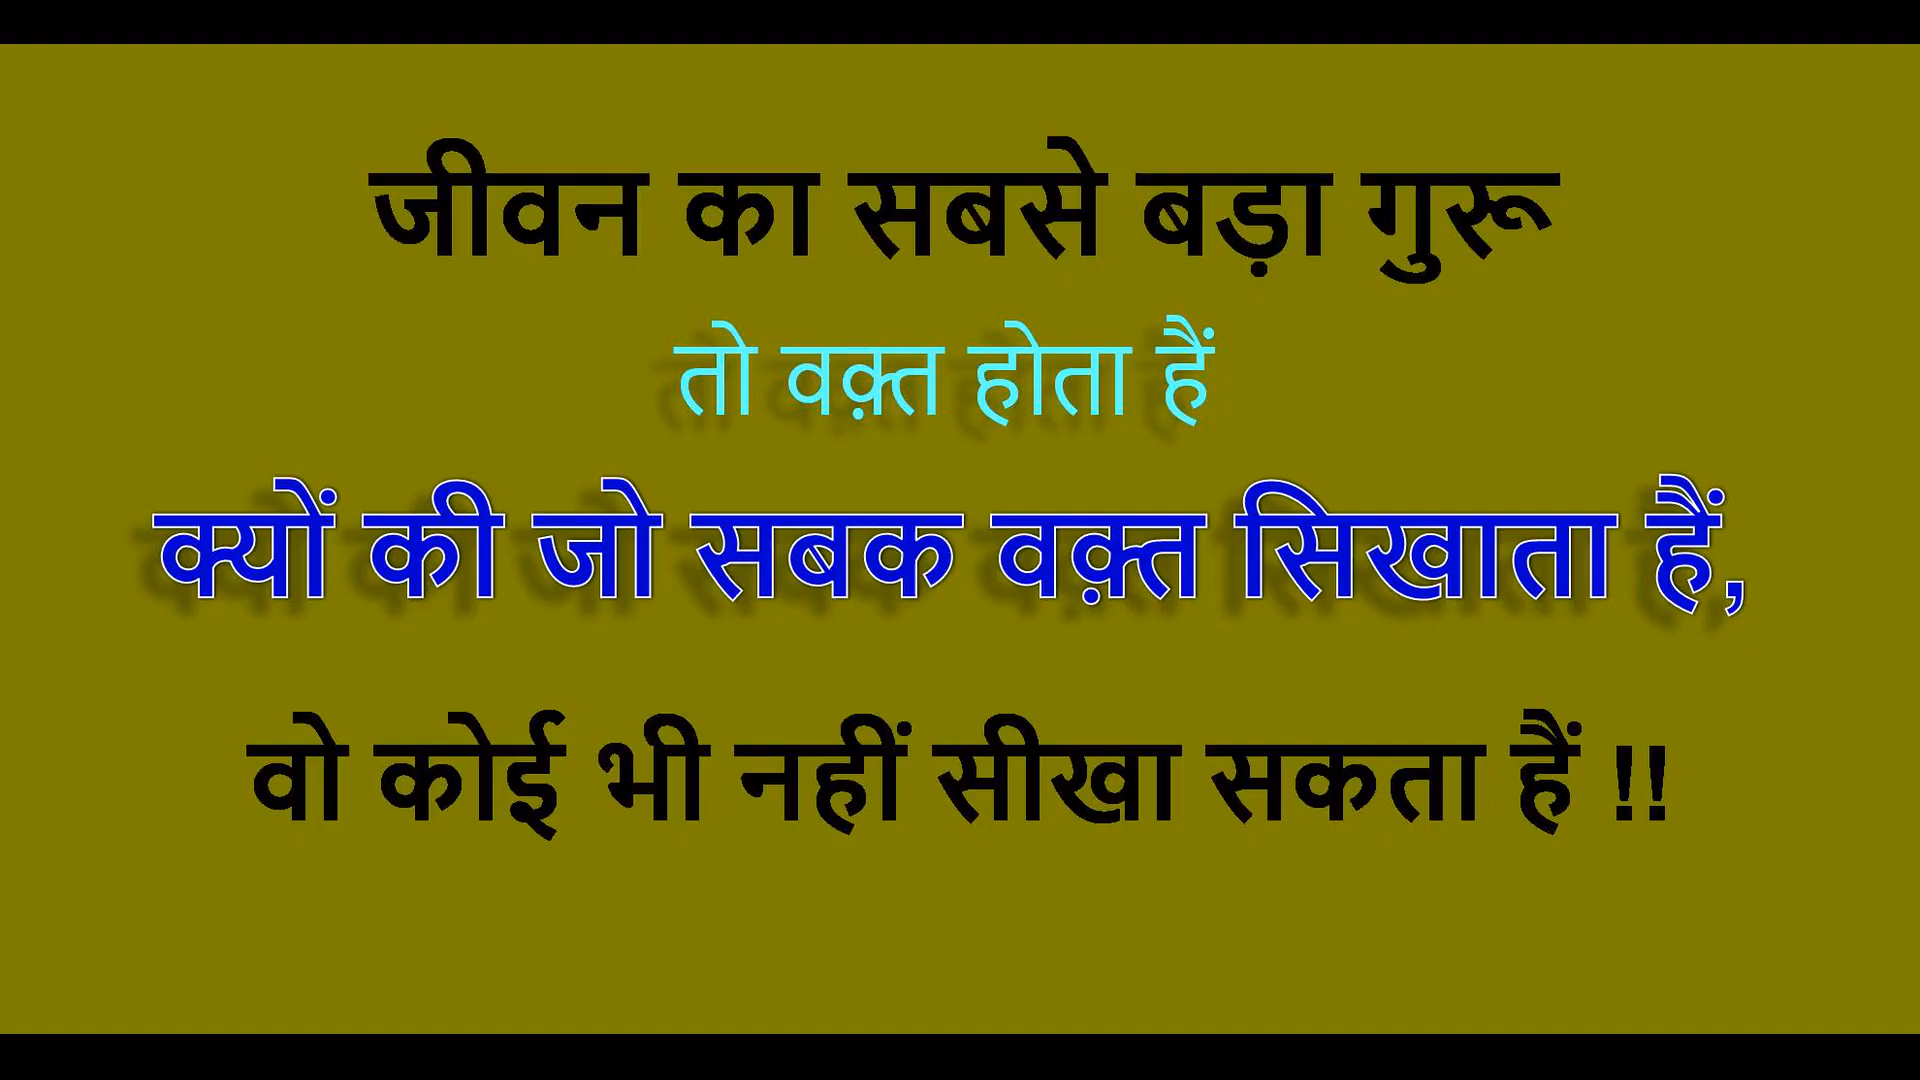 जीवन का सबसे बड़ा गुरू
तो वक़्त होता हैं
क्यों की जो सबक वक़्त सिखाता हैं,
वो कोई भी नहीं सीखा सकता हैं !!